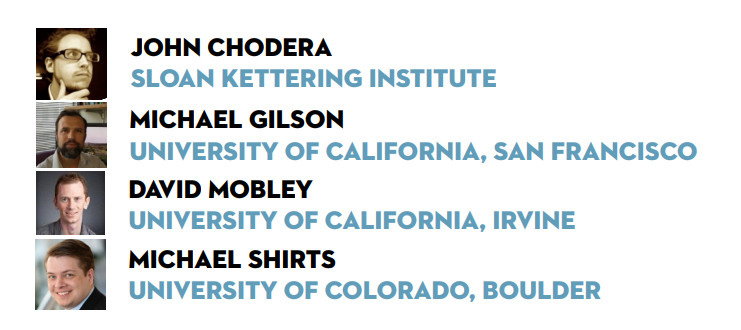 JOHN CHODERA
SLOAN KETTERING INSTITUTE
MICHAEL GILSON
UNIVERSITY OF CALIFORNIA, SAN FRANCISCO
DAVID MOBLEY
UNIVERSITY OF CALIFORNIA, IRVINE
MICHAEL SHIRTS
UNIVERSITY OF COLORADO, BOULDER